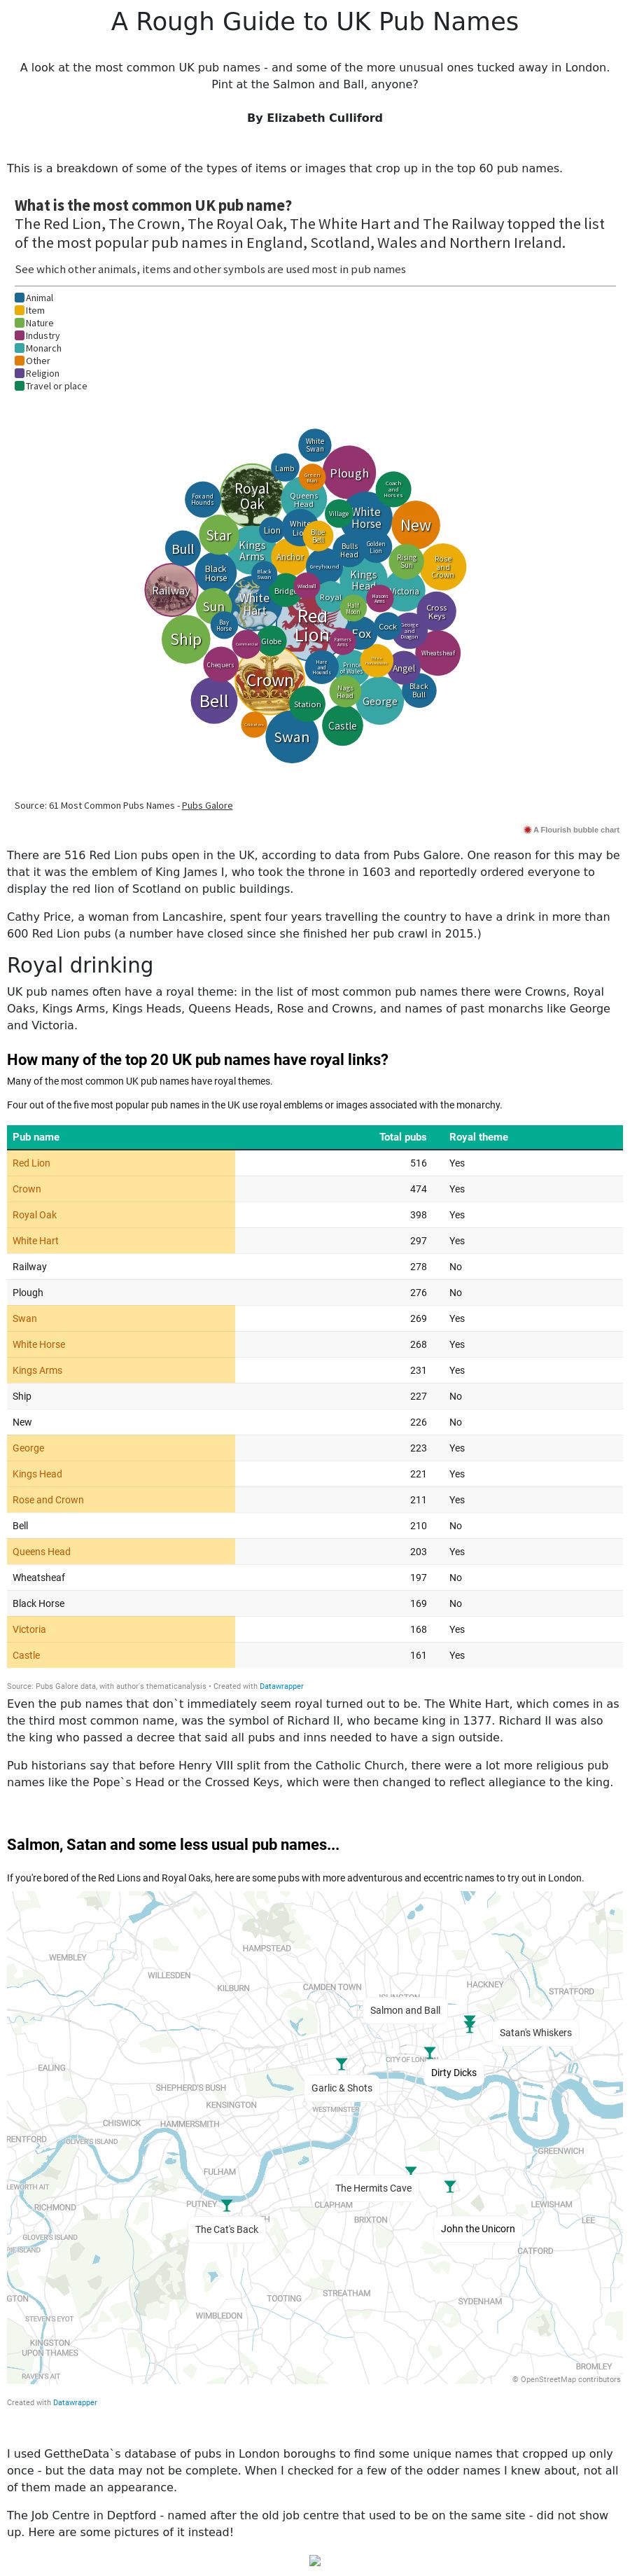 A Rough Guide to UK Pub Names
A look at the most common UK pub names - and some of the more unusual ones tucked away in London.
Pint at the Salmon and Ball, anyone?
By Elizabeth Culliford
This is a breakdown of some of the types of items or images that crop up in the top 60 pub names.
What is the most common UK pub name?
The Red Lion, The Crown, The Royal Oak, The White Hart and The Railway topped the list
of the most popular pub names in England, Scotland, Wales and Northern Ireland.
See which other animals, items and other symbols are used most in pub names
Animal
Item
Nature
Industry
Monarch
Other
Religion
Travel or place
White
Swan
Lamb
Green
Man
Plough
Royal
Oak
Queens
Head
Coach
and
Horses
Fox and
Hounds
Village
White
Horse
New
Star
Lion
White
Lion
Blue
Bell
Bull
Kings
Arms
Anchor
Bulls
Head
Golden
Lion
Rising
Sun
Rose
and
Crown
Black
Horse
Black
Swan
Greyhound
Kings
Head
Railway
White
Hart
Bridge
Windmill
Royal
Masons
Arms
Victoria
Sun
Half
Moon
Cross
Keys
Red
Lion
Bay
Horse
Fox
Cock
George
and
Dragon
Ship
Commercial
Globe
Farmers
Arms
Wheatsheaf
Chequers
Hare
and
Hounds
Prince
of Wales
Angel
Crown
Nags
Head
Black
Bull
Bell
Station
George
Castle
Swan
Source: 61 Most Common Pubs Names - Pubs Galore
A Flourish bubble chart
There are 516 Red Lion pubs open in the UK, according to data from Pubs Galore. One reason for this may be
that it was the emblem of King James I, who took the throne in 1603 and reportedly ordered everyone to
display the red lion of Scotland on public buildings.
Cathy Price, a woman from Lancashire, spent four years travelling the country to have a drink in more than
600 Red Lion pubs (a number have closed since she finished her pub crawl in 2015.)
Royal drinking
UK pub names often have a royal theme: in the list of most common pub names there were Crowns, Royal
Oaks, Kings Arms, Kings Heads, Queens Heads, Rose and Crowns, and names of past monarchs like George
and Victoria.
How many of the top 20 UK pub names have royal links?
Many of the most common UK pub names have royal themes.
Four out of the five most popular pub names in the UK use royal emblems or images associated with the monarchy.
Pub name Total pubs Royal theme
Red Lion 516 Yes
Crown 474 Yes
Royal Oak 398 Yes
White Hart 297 Yes
Railway 278 No
Plough 276 No
Swan 269 Yes
White Horse 268 Yes
Kings Arms 231 Yes
Ship 227 No
New 226 No
George 223 Yes
Kings Head 221 Yes
Rose and Crown 211 Yes
Bell 210 No
Queens Head 203 Yes
Wheatsheaf 197 No
Black Horse 169 No
Victoria 168 Yes
Castle 161 Yes
Source: Pubs Galore data, with author's thematicanalysis • Created with Datawrapper
Even the pub names that don`t immediately seem royal turned out to be. The White Hart, which comes in as
the third most common name, was the symbol of Richard II, who became king in 1377. Richard II was also
the king who passed a decree that said all pubs and inns needed to have a sign outside.
Pub historians say that before Henry VIII split from the Catholic Church, there were a lot more religious pub
names like the Pope`s Head or the Crossed Keys, which were then changed to reflect allegiance to the king.
Salmon, Satan and some less usual pub names...
If you're bored of the Red Lions and Royal Oaks, here are some pubs with more adventurous and eccentric names to try out in London.
HAMPSTEAD
WEMBLEY
WILLESDEN
KILBURN
CAMDEN TOWN
HACKNEY
STRATFORD
ISLINGTON
Salmon and Ball
Satan's Whiskers
CITY OF LONDON
EALING
Dirty Dicks
SHEPHERD'S BUSH
Garlic & Shots
KENSINGTON
WESTMINSTER
CHISWICK
HAMMERSMITH
BRENTFORD
OLIVER'S ISLAND
GREENWICH
FULHAM
ISLEWORTH AIT
The Hermits Cave
RICHMOND
PUTNEY
CLAPHAM
LEWISHAM
BRIXTON
LEE
The Cat's Back
John the Unicorn
GLOVER'S ISLAND
CATFORD
TOOTING
STREATHAM
SYDENHAM
WIMBLEDON
STEVEN'S EYOT
KINGSTON
UPON THAMES
BROMLEY
RAVEN'S AIT
© OpenStreetMap contributors
Created with Datawrapper
I used GettheData`s database of pubs in London boroughs to find some unique names that cropped up only
once - but the data may not be complete. When I checked for a few of the odder names I knew about, not all
of them made an appearance.
The Job Centre in Deptford - named after the old job centre that used to be on the same site - did not show
up. Here are some pictures of it instead!